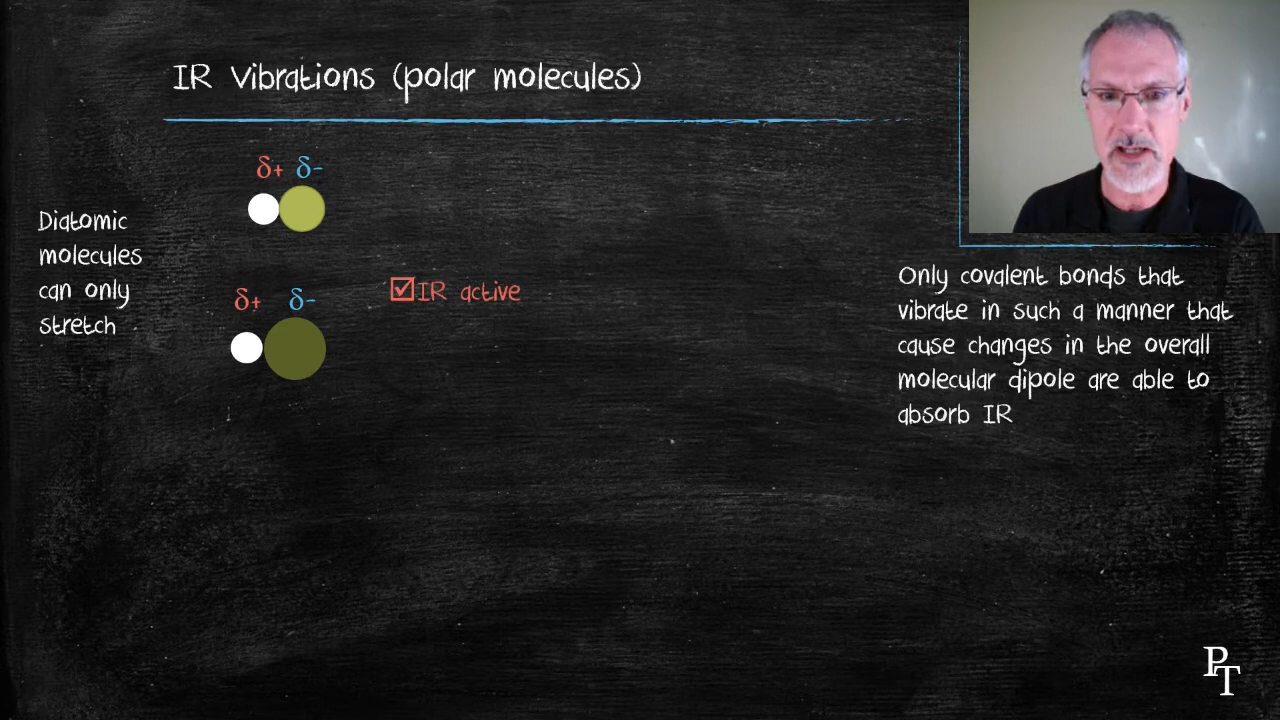 IR Vibrations (polar molecules)
δ+ δ-
Diatomic
molecules
can only
stretch
δ+ δ-
IR active
Only covalent bonds that
vibrate in such a manner that
cause changes in the overall
molecular dipole are able to
absorb IR
PT